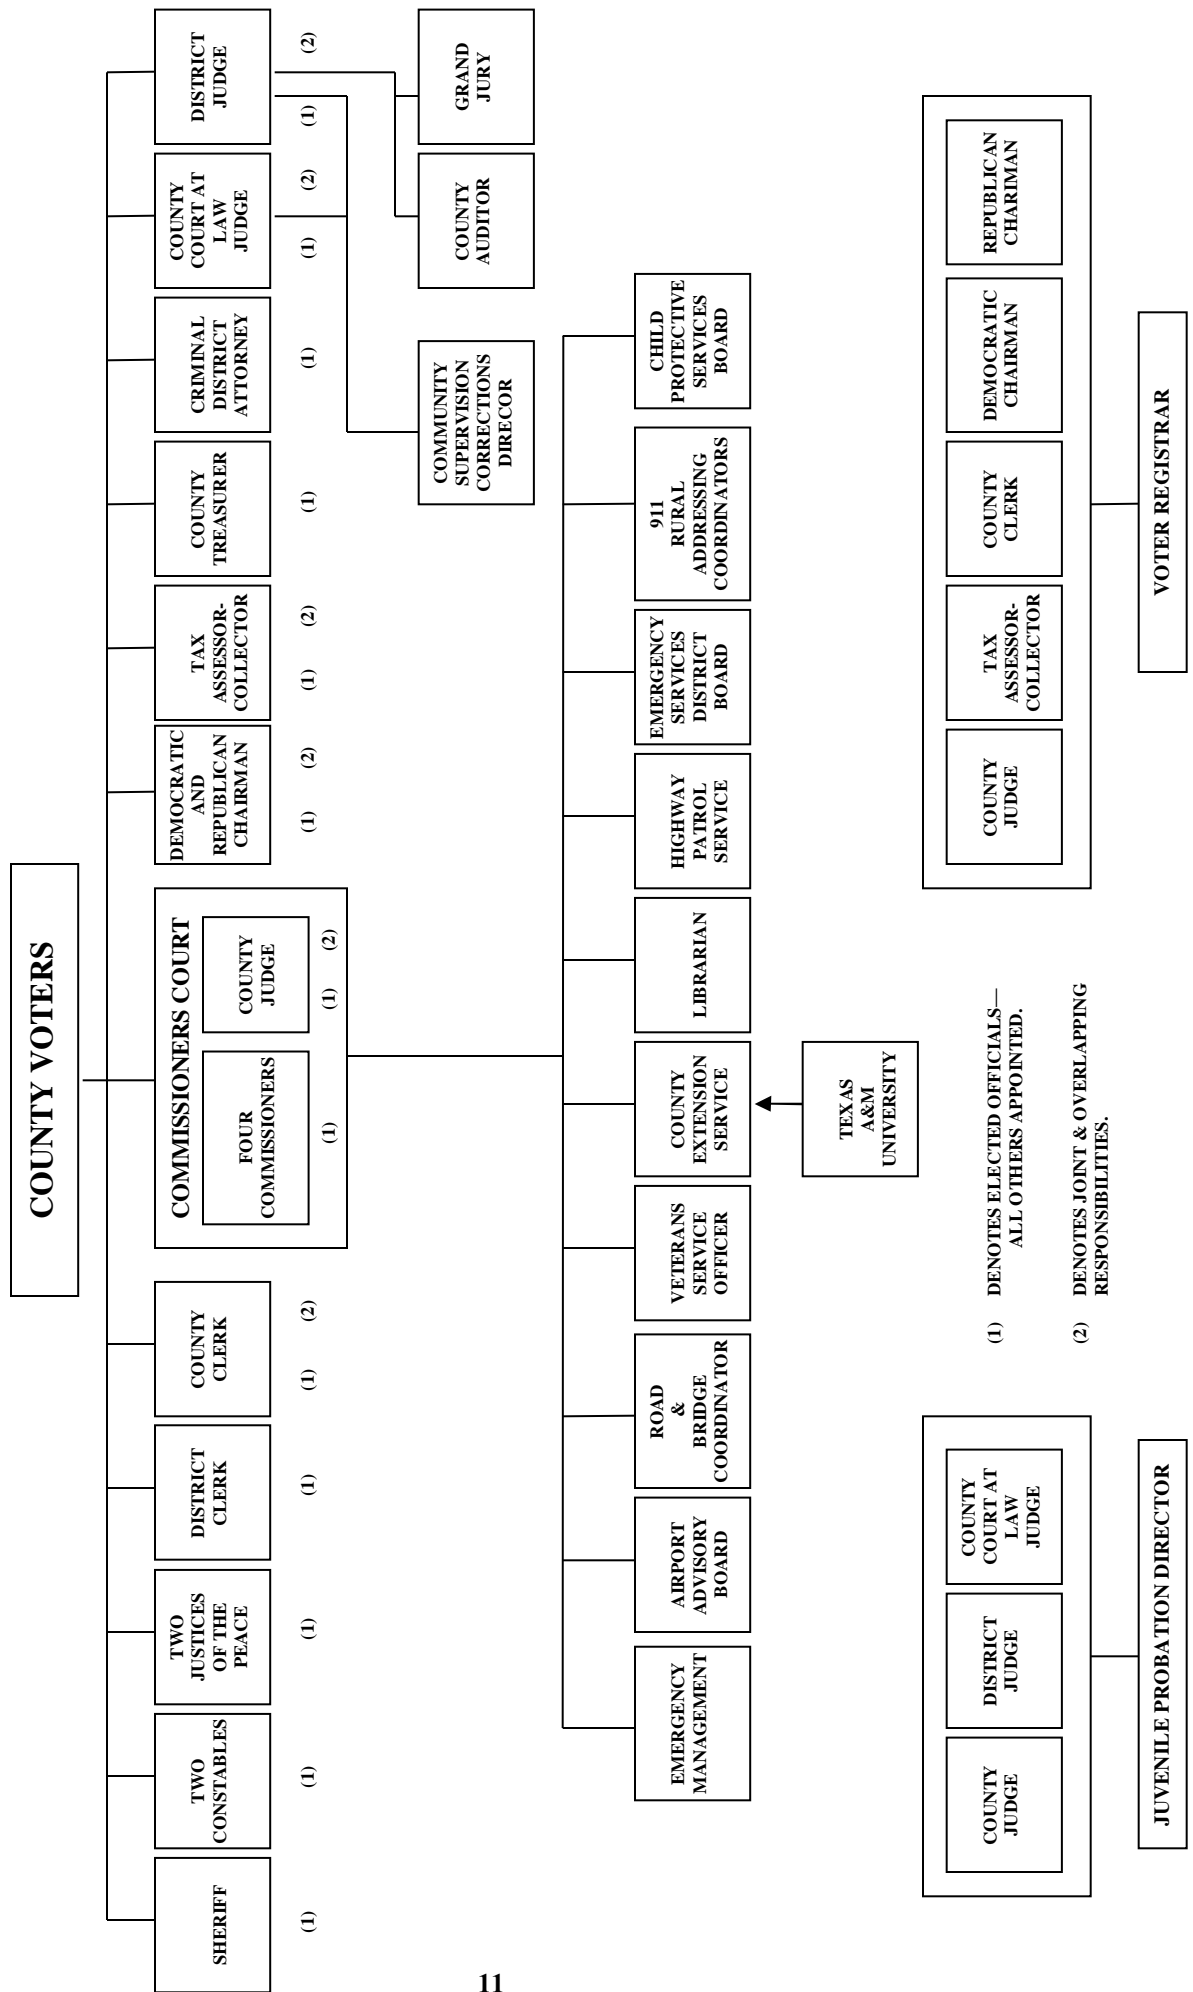 COUNTY VOTERS
SHERIFF
(1)
TWO
CONSTABLES
(1)
TWO
JUSTICES
OF THE
PEACE
(1)
DISTRICT
CLERK
(1)
COUNTY
CLERK
(1) (2)
COMMISSIONERS COURT
FOUR
COMMISSIONERS
(1)
COUNTY
JUDGE
(1) (2)
DEMOCRATIC
AND
REPUBLICAN
CHAIRMAN
(1) (2)
TAX
ASSESSOR-
COLLECTOR
(1) (2)
COUNTY
TREASURER
(1)
CRIMINAL
DISTRICT
ATTORNEY
(1)
COUNTY
COURT AT
LAW
JUDGE
(1) (2)
DISTRICT
JUDGE
(1) (2)
COMMUNITY
SUPERVISION
CORRECTIONS
DIRECOR
COUNTY
AUDITOR
GRAND
JURY
EMERGENCY
MANAGEMENT
AIRPORT
ADVISORY
BOARD
ROAD
&
BRIDGE
COORDINATOR
VETERANS
SERVICE
OFFICER
COUNTY
EXTENSION
SERVICE
LIBRARIAN
HIGHWAY
PATROL
SERVICE
EMERGENCY
SERVICES
DISTRICT
BOARD
911
RURAL
ADDRESSING
COORDINATORS
CHILD
PROTECTIVE
SERVICES
BOARD
TEXAS
A&M
UNIVERSITY
COUNTY
JUDGE
DISTRICT
JUDGE
COUNTY
COURT AT
LAW
JUDGE
JUVENILE PROBATION DIRECTOR
(1) DENOTES ELECTED OFFICIALS—
ALL OTHERS APPOINTED.
(2) DENOTES JOINT & OVERLAPPING
RESPONSIBILITIES.
COUNTY
JUDGE
TAX
ASSESSOR-
COLLECTOR
COUNTY
CLERK
DEMOCRATIC
CHAIRMAN
REPUBLICAN
CHARIMAN
VOTER REGISTRAR
11